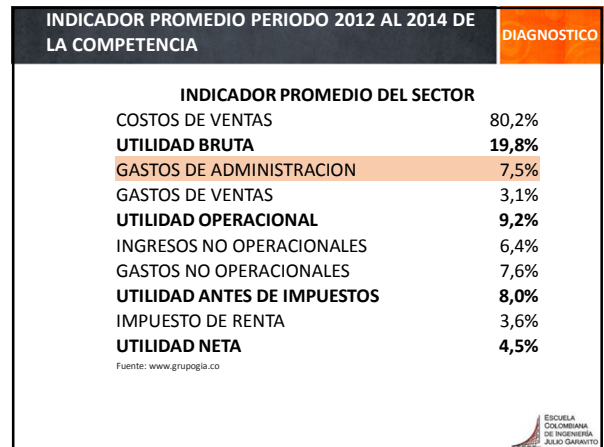 INDICADOR PROMEDIO PERIODO 2012 AL 2014 DE
LA COMPETENCIA
DIAGNOSTICO
INDICADOR PROMEDIO DEL SECTOR
COSTOS DE VENTAS 80,2%
UTILIDAD BRUTA 19,8%
GASTOS DE ADMINISTRACION 7,5%
GASTOS DE VENTAS 3,1%
UTILIDAD OPERACIONAL 9,2%
INGRESOS NO OPERACIONALES 6,4%
GASTOS NO OPERACIONALES 7,6%
UTILIDAD ANTES DE IMPUESTOS 8,0%
IMPUESTO DE RENTA 3,6%
UTILIDAD NETA 4,5%
Fuente: www.grupogia.co
ESCUELA
COLOMBIANA
DE INGENIERÍA
JULIO GARAVITO